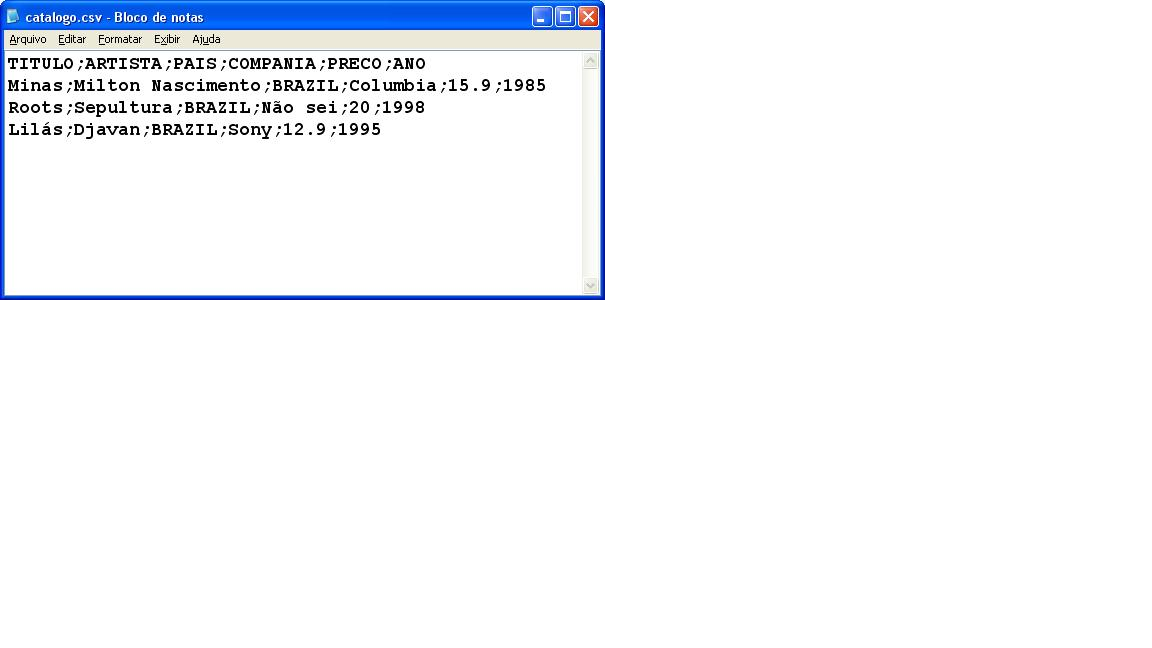 catalogo.csv - Bloco de notas
Arquivo Editar Formatar Exibir Ajuda
TITULO;ARTISTA;PAIS;COMPANIA;PRECO;ANO
Minas;Milton Nascimento;BRAZIL;Columbia;15.9;1985
Roots;Sepultura;BRAZIL;Não sei;20;1998
Lilás;Djavan;BRAZIL;Sony;12.9;1995